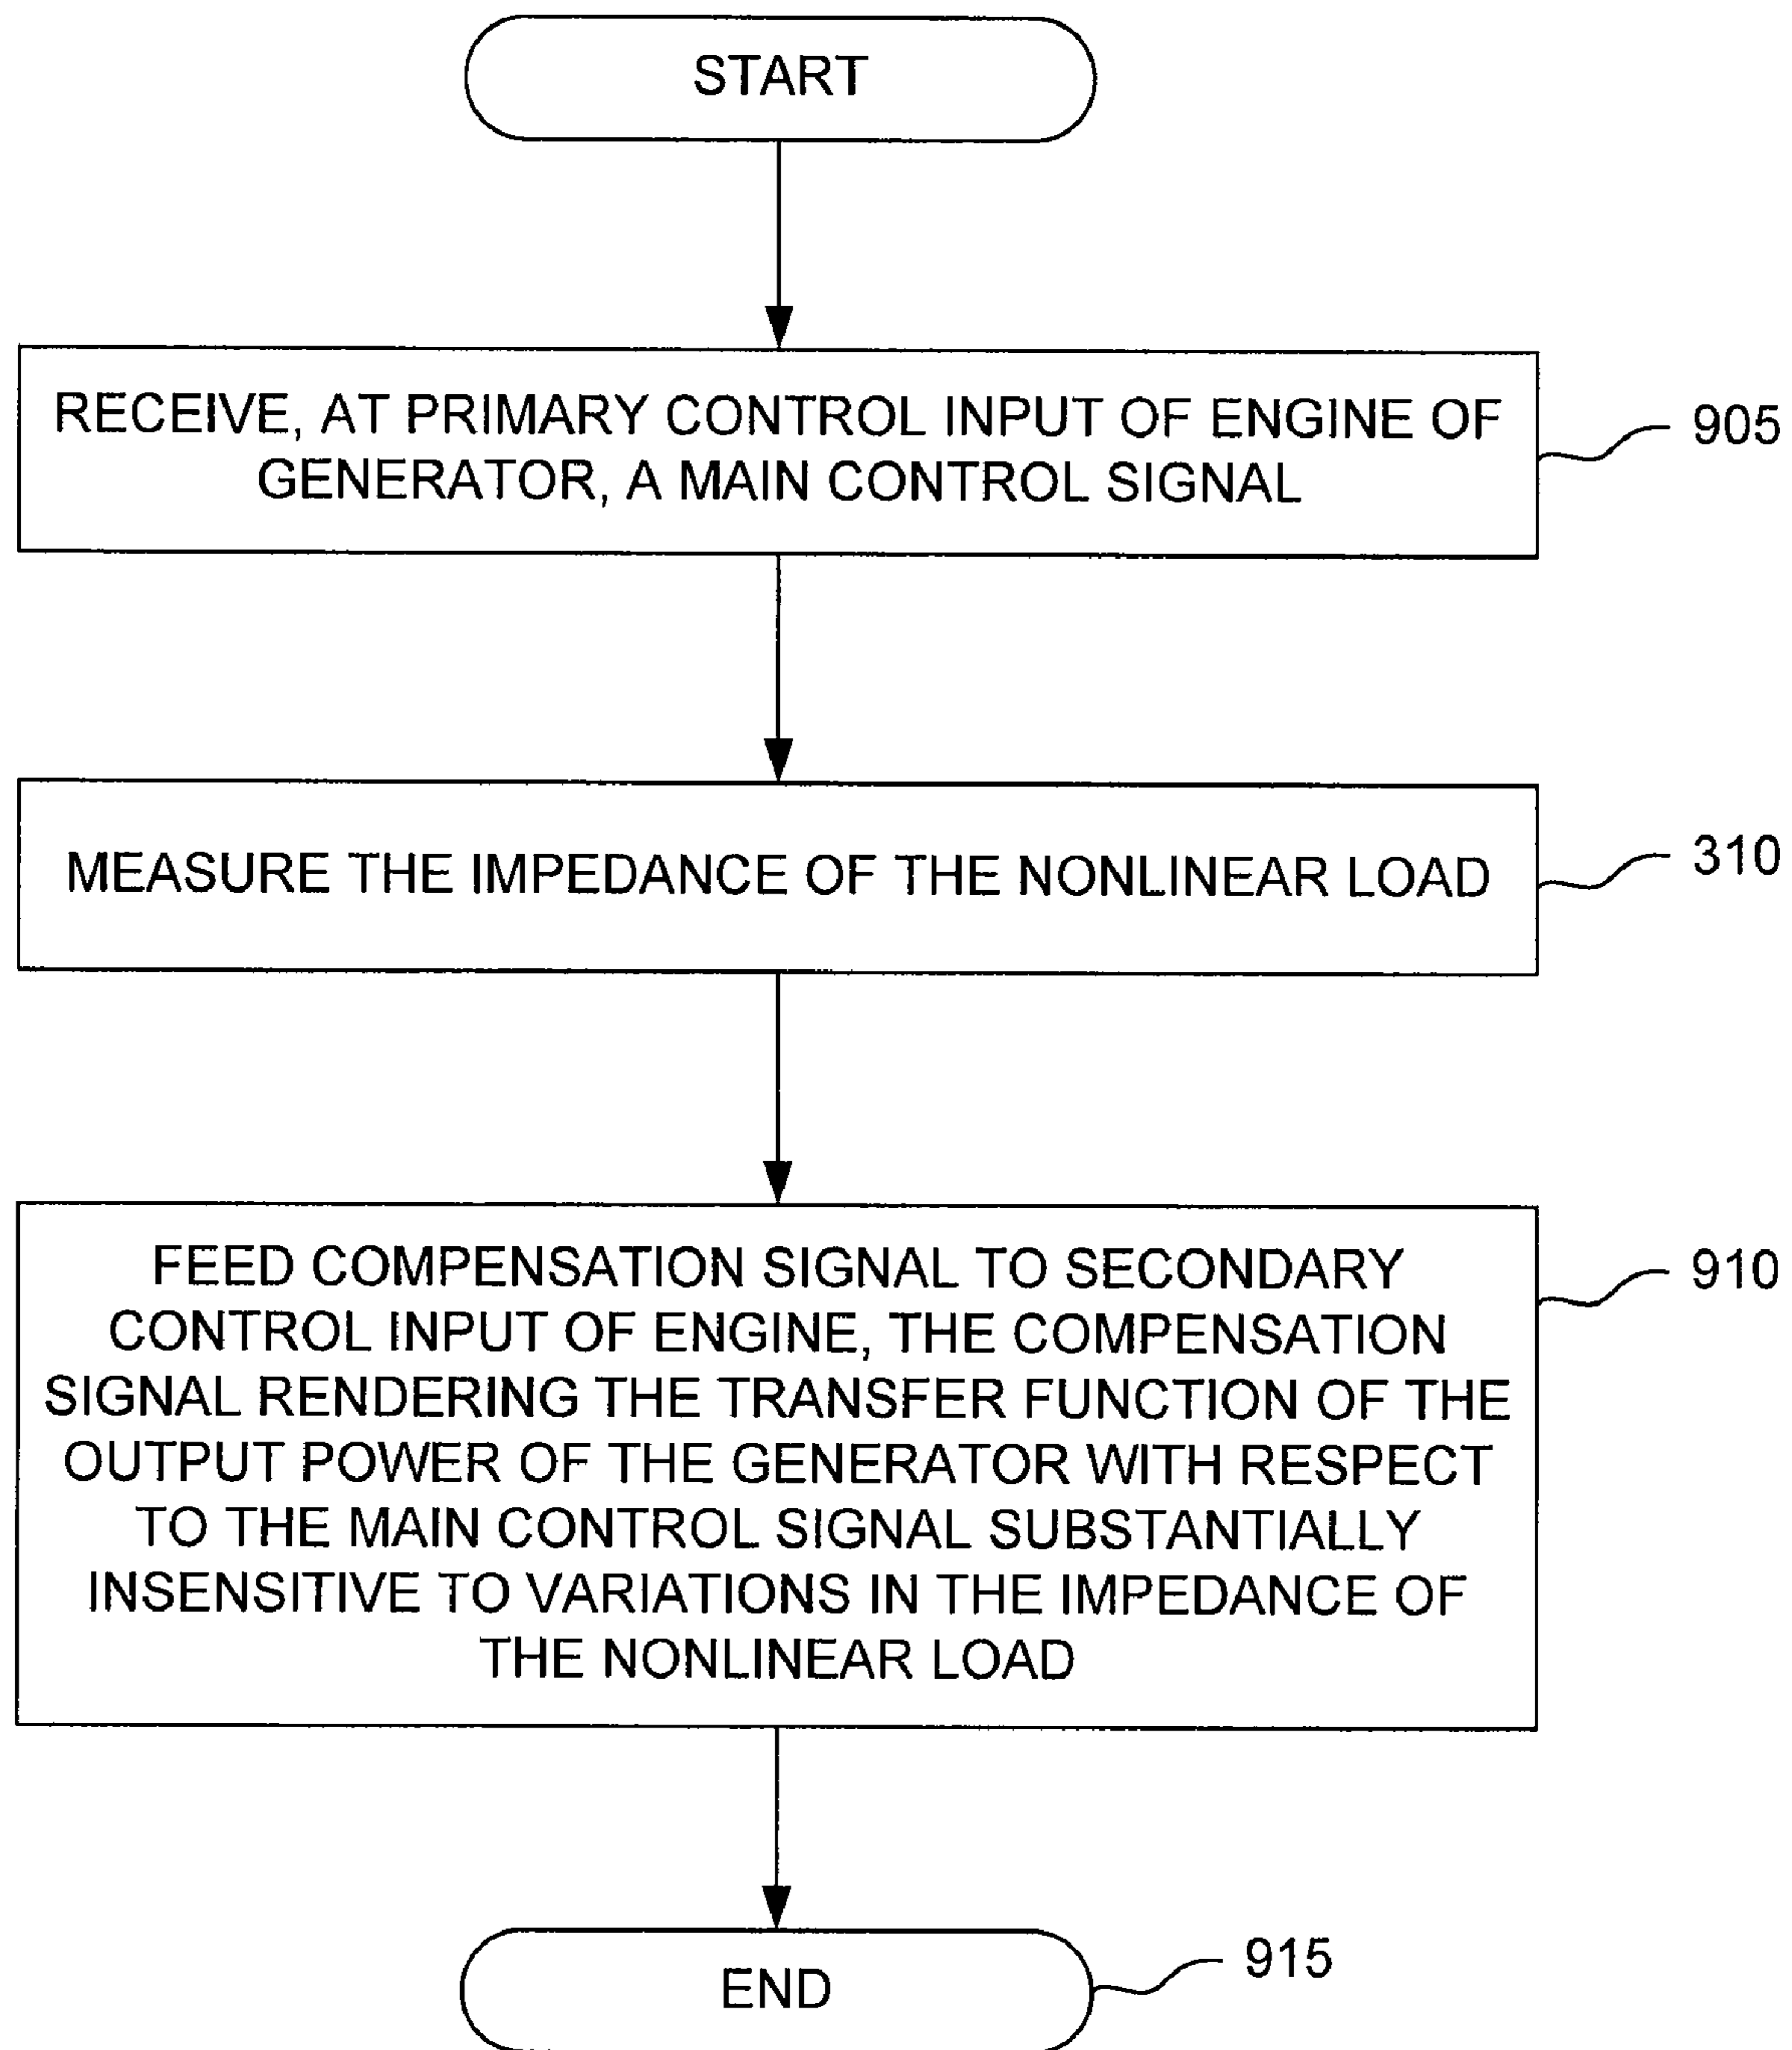 START
RECEIVE, AT PRIMARY CONTROL INPUT OF ENGINE OF
GENERATOR, A MAIN CONTROL SIGNAL
905
MEASURE THE IMPEDANCE OF THE NONLINEAR LOAD
310
FEED COMPENSATION SIGNAL TO SECONDARY
CONTROL INPUT OF ENGINE, THE COMPENSATION
SIGNAL RENDERING THE TRANSFER FUNCTION OF THE
OUTPUT POWER OF THE GENERATOR WITH RESPECT
TO THE MAIN CONTROL SIGNAL SUBSTANTIALLY
INSENSITIVE TO VARIATIONS IN THE IMPEDANCE OF
THE NONLINEAR LOAD
910
END
915